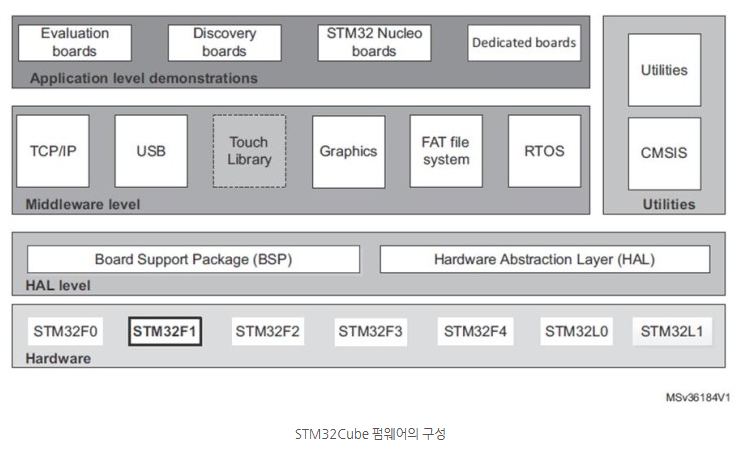 Evaluation
boards
Discovery
boards
STM32 Nucleo
boards
Dedicated boards
Application level demonstrations
Utilities
CMSIS
Utilities
TCP/IP
USB
Touch
Library
Graphics
FAT file
system
RTOS
Middleware level
Board Support Package (BSP)
Hardware Abstraction Layer (HAL)
HAL level
STM32F0
STM32F1
STM32F2
STM32F3
STM32F4
STM32L0
STM32L1
Hardware
MSv36184V1
STM32Cube 펌웨어의 구성